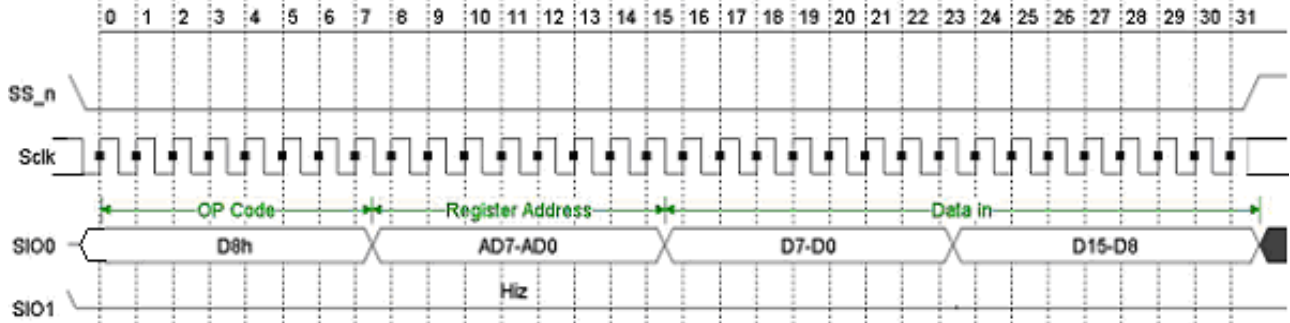 0 1 2 3 4 5 6 7 8 9 10 11 12 13 14 15 16 17 18 19 20 21 22 23 24 25 26 27 28 29 30 31
SS_n
Sclk
OP Code Register Address Data in
SIO0 D8h AD7-AD0 D7-D0 D15-D8
Hiz
SIO1